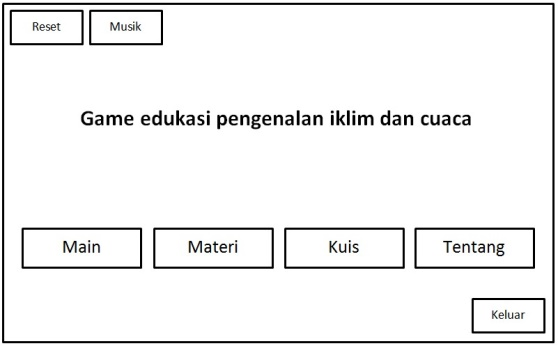 Reset
Musik
Game edukasi pengenalan iklim dan cuaca
Main
Materi
Kuis
Tentang
Keluar